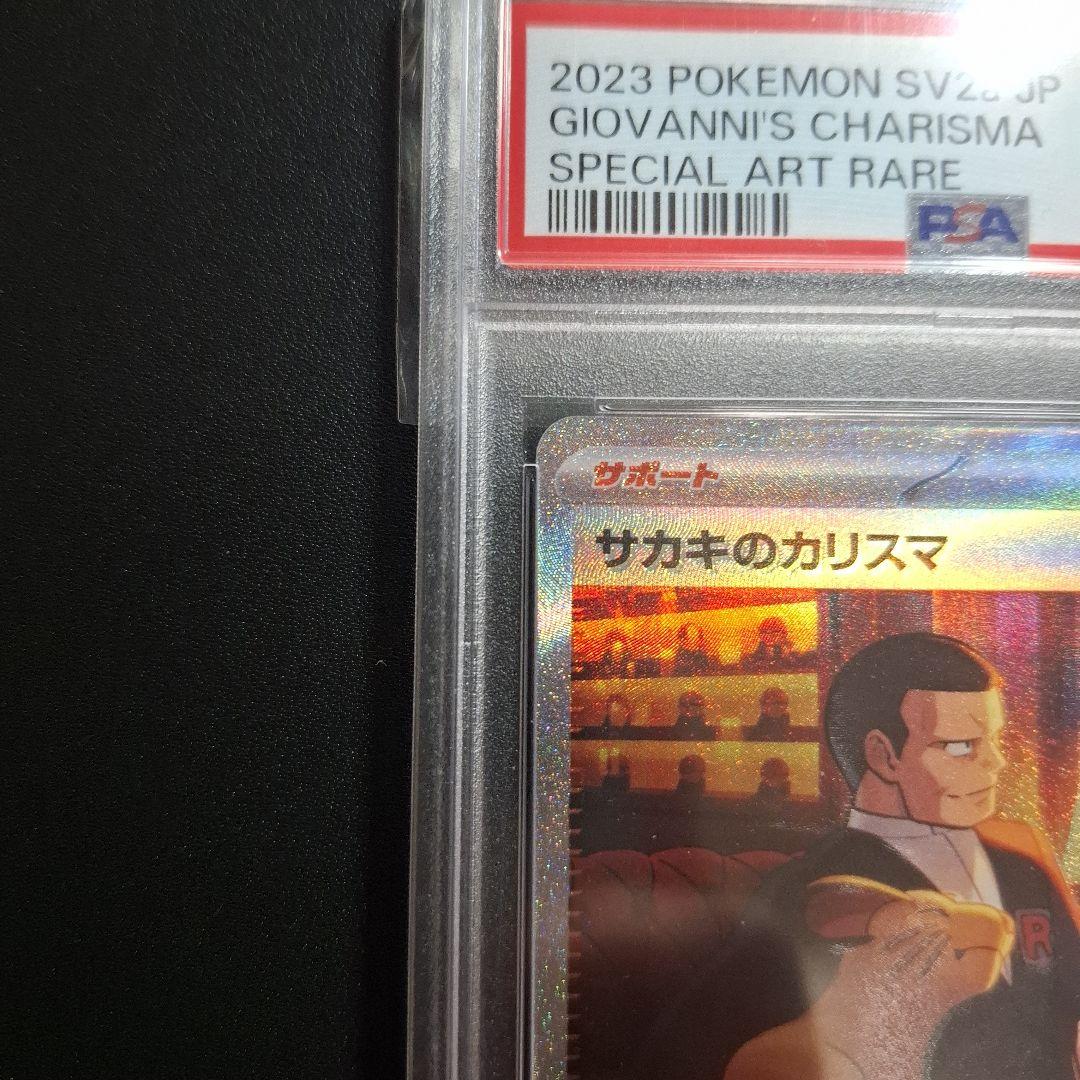 2023 POKEMON SV2a JP
GIOVANNI'S CHARISMA
SPECIAL ART RARE
PSA
サポート
サカキのカリスマ
R